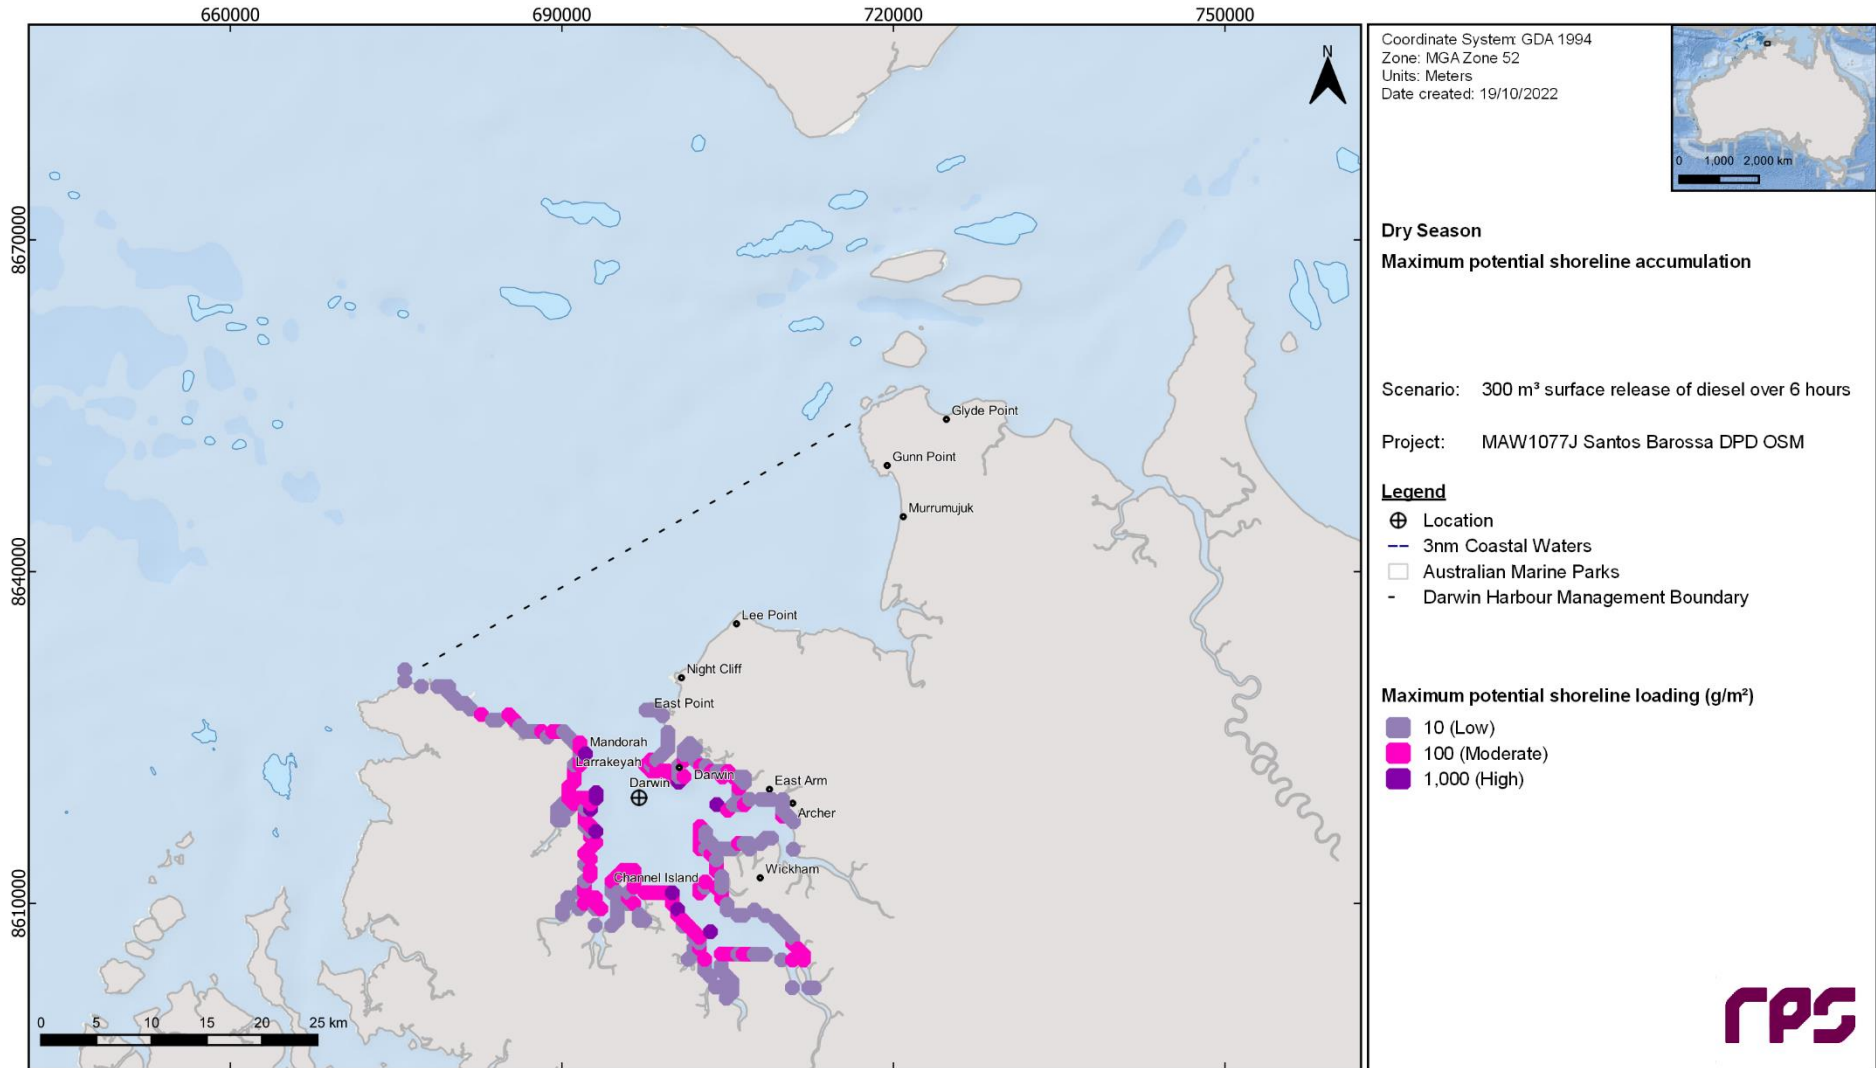 660000
690000
720000
750000
8670000
8640000
8610000
N
Glyde Point
Gunn Point
Murrumujuk
Lee Point
Night Cliff
East Point
Mandorah
Larrakeyah
Darwin
Darwin
East Arm
Archer
Channel Island
Wickham
0 5 10 15 20 25 km
Coordinate System: GDA 1994
Zone: MGA Zone 52
Units: Meters
Date created: 19/10/2022
0 1,000 2,000 km
Dry Season
Maximum potential shoreline accumulation
Scenario: 300 m³ surface release of diesel over 6 hours
Project: MAW1077J Santos Barossa DPD OSM
Legend
Location
3nm Coastal Waters
Australian Marine Parks
Darwin Harbour Management Boundary
Maximum potential shoreline loading (g/m²)
10 (Low)
100 (Moderate)
1,000 (High)
rps